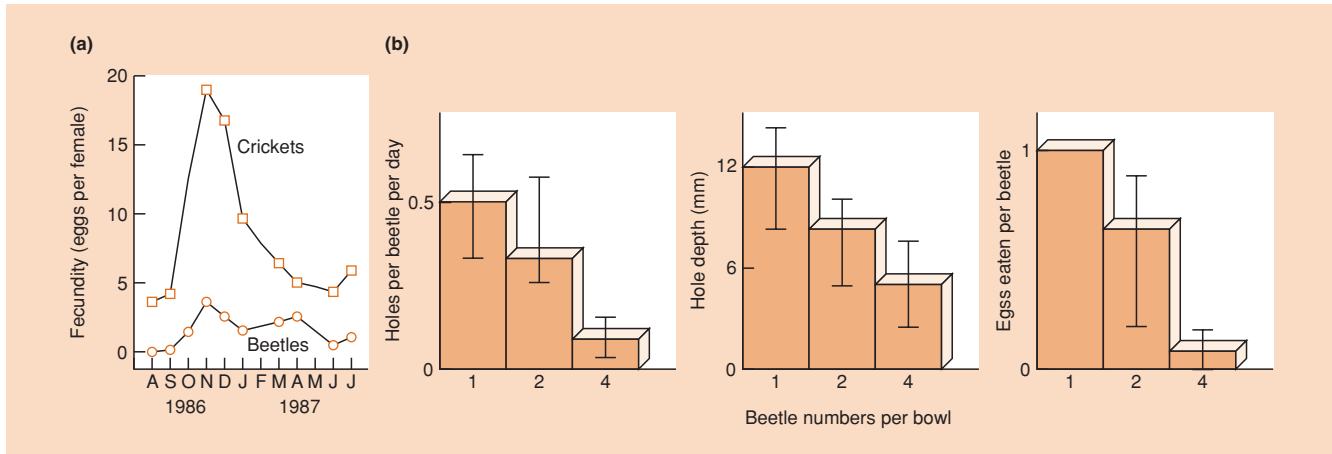 (a)
Fecundity (eggs per female)
20
15
10
5
0
Crickets
Beetles
A S O N D J F M A M J J
1986 1987
(b)
Holes per beetle per day
0.5
0
1 2 4
Hole depth (mm)
12
6
0
1 2 4
Egss eaten per beetle
1
0
1 2 4
Beetle numbers per bowl